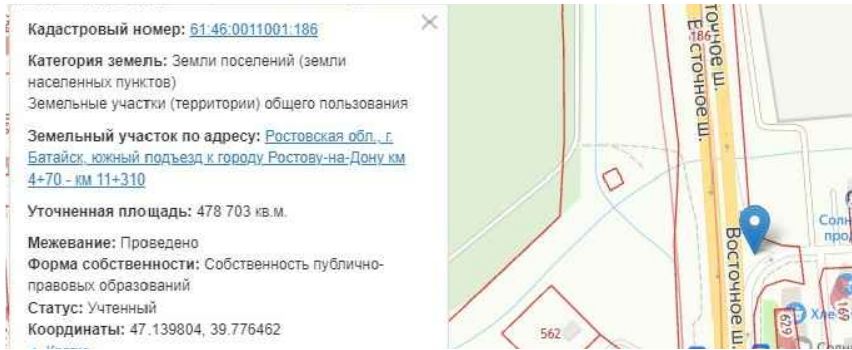 Кадастровый номер: 61:46:0011001:186
Категория земель: Земли поселений (земли
населенных пунктов)
Земельные участки (территории) общего пользования
Земельный участок по адресу: Ростовская обл., г.
Батайск, южный подъезд к городу Ростову-на-Дону км
4+70 - км 11+310
Уточненная площадь: 478 703 кв.м.
Межевание: Проведено
Форма собственности: Собственность публично-
правовых образований
Статус: Учтенный
Координаты: 47.139804, 39.776462
186
Восточное ш.
Восточное ш.
562
629
169